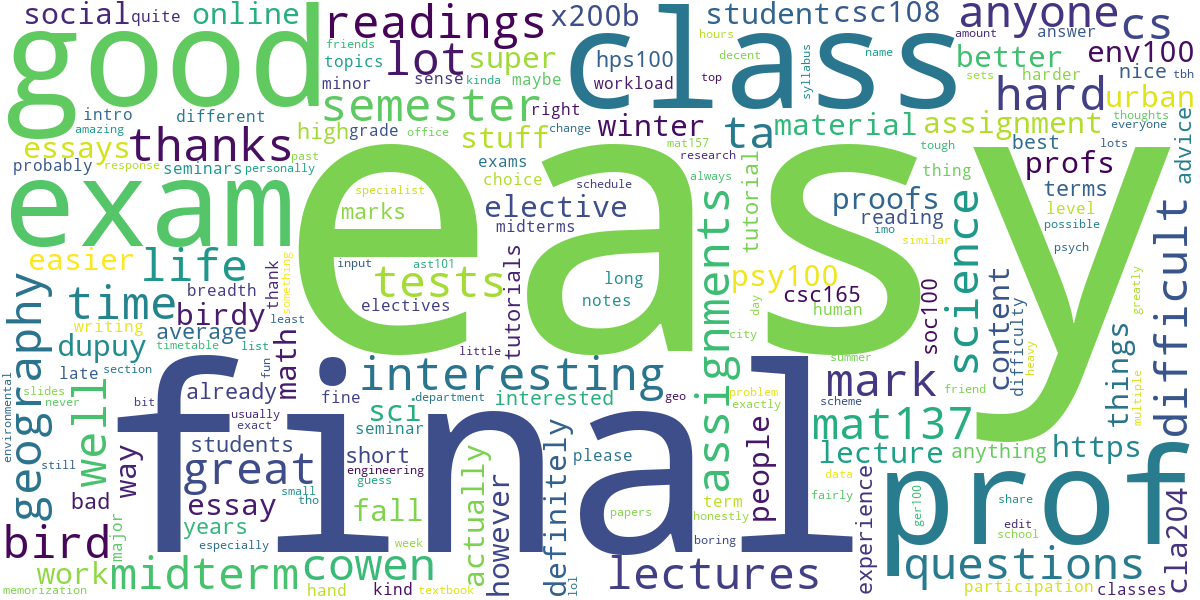 social quite online
readings
x200b
student csc108
anyone
cs
good
friends
topics
lot
super
class
hps100
hours
decent
syllabus
name
amount
answer
env100
better
sense kinda maybe
workload
top
sets
harder
nice
tbh
minor
intro
different
semester
right
hard
urban
amazing
thanks
high grade office
stuff
change
winter
mat157
ta
material
assignment
thoughts
everyone
essays
past
exams
research
tough
best
lots
advice
probably
response
seminars personally
choice
schedule
always
thing
profs
exam
easy
specialist
marks
elective
midterms
assignments
tutorial
proofs
reading
imo
similar
science
terms
level
possible
psych
difficult
easier
life
thank
something
input
ast101
tests
electives
tutorials
long
notes
psy100
csc165
human
day
city
soc100
content
difficulty
heavy
things
greatly
multiple
geography
time
breadth
birdy
writing
average
least
dupuy
timetable
list
fun
math
little
summer
late
section
final
interesting
mark
friend
environmental
slides
never
well
bit
already
fine
department
interested
geo
problem
exactly
scheme
mat137
https
still
way
usually
exact
sci
seminar
students
short
please
people
lecture
anything
great
engineering
guess
actually
definitely
data
prof
bad
small
tho
essay
term
honestly
experience
fairly
ger100
share
edit
school
cla204
major
years
fall
however
papers
bird
especially
week
boring
questions
work
midterm
cowen
lectures
memorization
hand
kind
textbook
lol
participation
classes